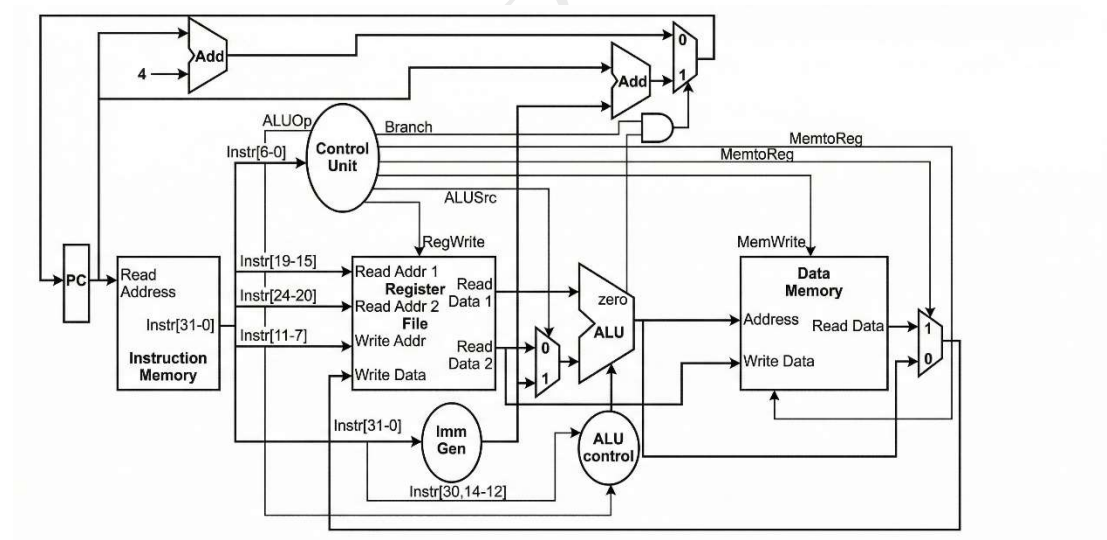 Add
4
0
1
Add
ALUOp
Branch
Control
Unit
Instr[6-0]
MemtoReg
MemtoReg
ALUSrc
RegWrite
MemWrite
PC
Read
Address
Instr[31-0]
Instruction
Memory
Instr[19-15]
Instr[24-20]
Instr[11-7]
Read Addr 1
Register
Read Addr 2
File
Write Addr
Write Data
Read
Data 1
Read
Data 2
0
1
zero
ALU
Data
Memory
Address
Read Data
Write Data
1
0
Instr[31-0]
Imm
Gen
ALU
control
Instr[30,14-12]